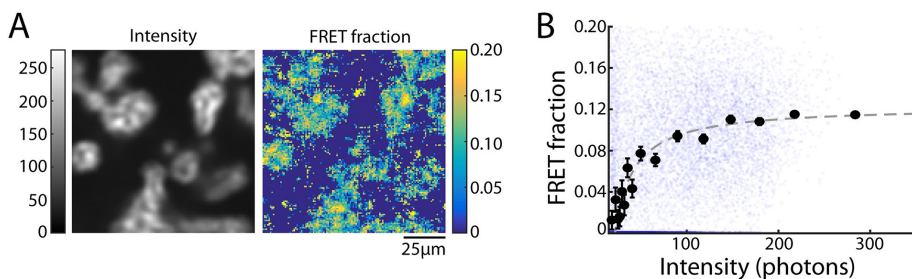 A
Intensity
FRET fraction
250
200
150
100
50
0
0.20
0.15
0.10
0.05
0
25μm
B
FRET fraction
0.20
0.16
0.12
0.08
0.04
0
100
200
300
Intensity (photons)